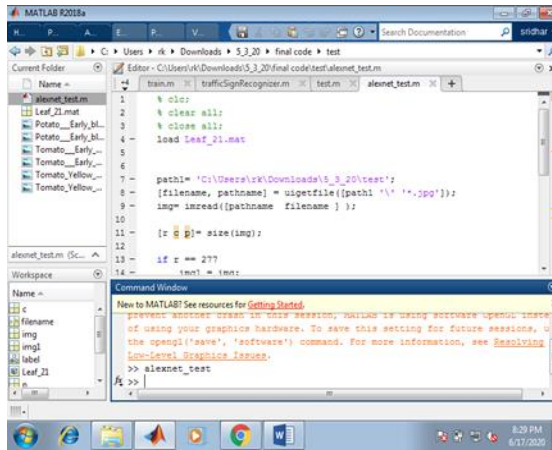 MATLAB R2018a
H... P... A... E... P... V... Search Documentation sridhar
C: Users rk Downloads 5_3_20 final code test
Current Folder
Name
alexnet_test.m
Leaf_21.mat
Potato___Early_bl...
Potato___Early_bl...
Tomato___Early_...
Tomato___Early_...
Tomato_Yellow_...
Tomato_Yellow_...
alexnet_test.m (Sc...
Workspace
Name
c
filename
img
img1
label
Leaf_21
n
Editor - C:\Users\rk\Downloads\5_3_20\final code\test\alexnet_test.m
train.m trafficSignRecognizer.m test.m alexnet_test.m
1 % clc;
2 % clear all;
3 % close all;
4 - load Leaf_21.mat
5
6
7 - path1= 'C:\Users\rk\Downloads\5_3_20\test';
8 - [filename, pathname] = uigetfile([path1 '\' '*.jpg']);
9 - img= imread([pathname filename ] );
10
11 - [r c p]= size(img);
12
13 - if r == 277
14 - img1 = img;
Command Window
New to MATLAB? See resources for Getting Started.
prevent another crash in this session, MATLAB is using software OpenGL inste
of using your graphics hardware. To save this setting for future sessions, u
the opengl('save', 'software') command. For more information, see Resolving
Low-Level Graphics Issues.
>> alexnet_test
fx >>
8:29 PM
6/17/2020